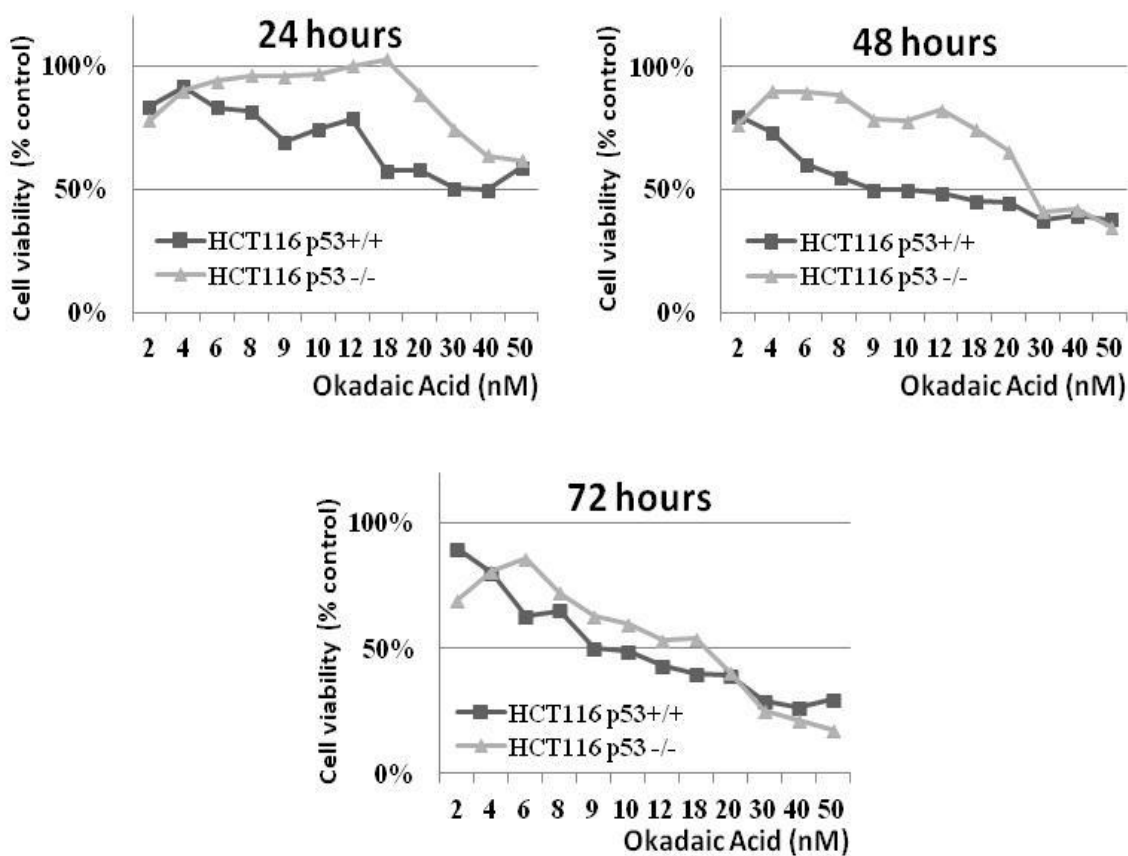 24 hours
Cell viability (% control)
100%
50%
0%
HCT116 p53+/+
HCT116 p53 -/-
2 4 6 8 9 10 12 18 20 30 40 50
Okadaic Acid (nM)
48 hours
Cell viability (% control)
100%
50%
0%
HCT116 p53+/+
HCT116 p53 -/-
2 4 6 8 9 10 12 18 20 30 40 50
Okadaic Acid (nM)
72 hours
Cell viability (% control)
100%
50%
0%
HCT116 p53+/+
HCT116 p53 -/-
2 4 6 8 9 10 12 18 20 30 40 50
Okadaic Acid (nM)